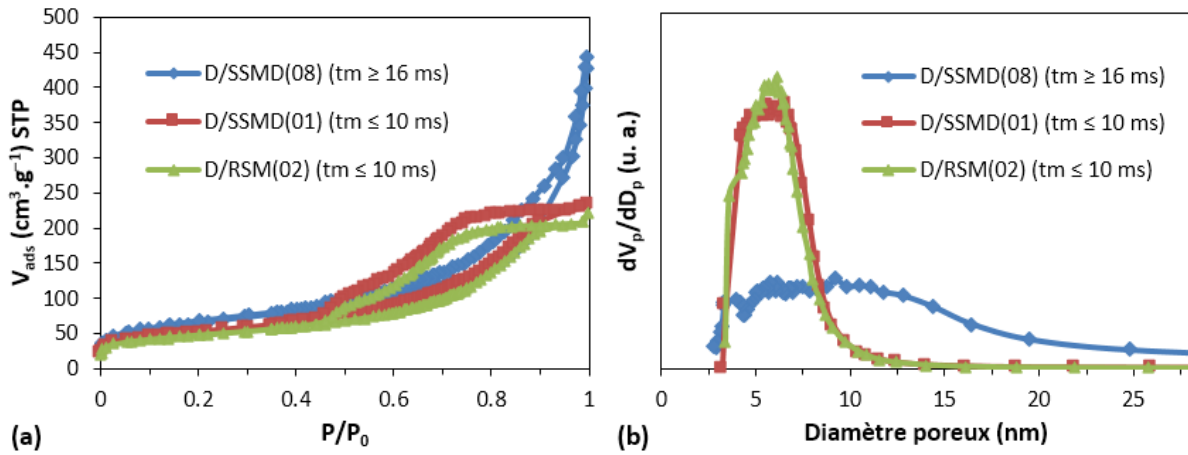 500
450
400
350
300
250
200
150
100
50
0
V_ads (cm³·g⁻¹) STP
D/SSMD(08) (tm ≥ 16 ms)
D/SSMD(01) (tm ≤ 10 ms)
D/RSM(02) (tm ≤ 10 ms)
0 0.2 0.4 0.6 0.8 1
P/P₀
(a)
dV_p/dD_p (u. a.)
D/SSMD(08) (tm ≥ 16 ms)
D/SSMD(01) (tm ≤ 10 ms)
D/RSM(02) (tm ≤ 10 ms)
0 5 10 15 20 25
Diamètre poreux (nm)
(b)